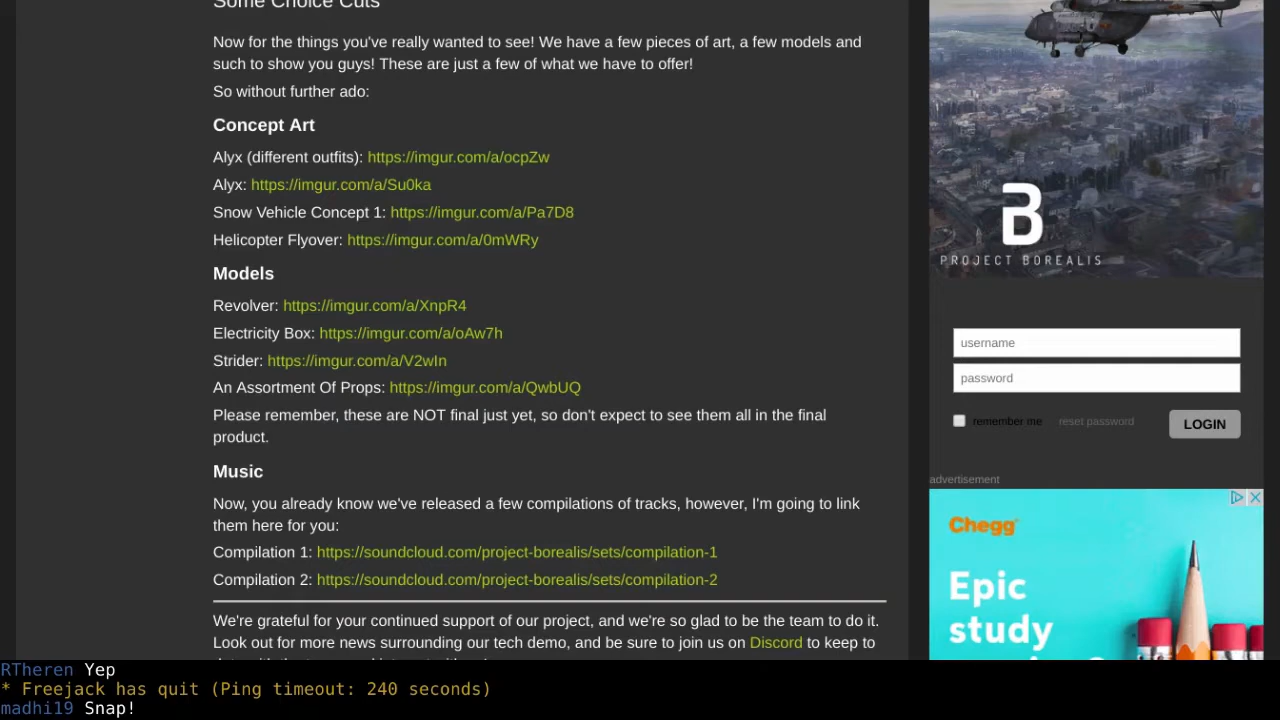 Some Choice Cuts
Now for the things you've really wanted to see! We have a few pieces of art, a few models and
such to show you guys! These are just a few of what we have to offer!
So without further ado:
Concept Art
Alyx (different outfits): https://imgur.com/a/ocpZw
Alyx: https://imgur.com/a/Su0ka
Snow Vehicle Concept 1: https://imgur.com/a/Pa7D8
Helicopter Flyover: https://imgur.com/a/0mWRy
Models
Revolver: https://imgur.com/a/XnpR4
Electricity Box: https://imgur.com/a/oAw7h
Strider: https://imgur.com/a/V2wIn
An Assortment Of Props: https://imgur.com/a/QwbUQ
Please remember, these are NOT final just yet, so don't expect to see them all in the final
product.
Music
Now, you already know we've released a few compilations of tracks, however, I'm going to link
them here for you:
Compilation 1: https://soundcloud.com/project-borealis/sets/compilation-1
Compilation 2: https://soundcloud.com/project-borealis/sets/compilation-2
We're grateful for your continued support of our project, and we're so glad to be the team to do it.
Look out for more news surrounding our tech demo, and be sure to join us on Discord to keep to
B
PROJECT BOREALIS
username
password
remember me
reset password
LOGIN
advertisement
Chegg
Epic
study
RTheren Yep
* Freejack has quit (Ping timeout: 240 seconds)
madhi19 Snap!